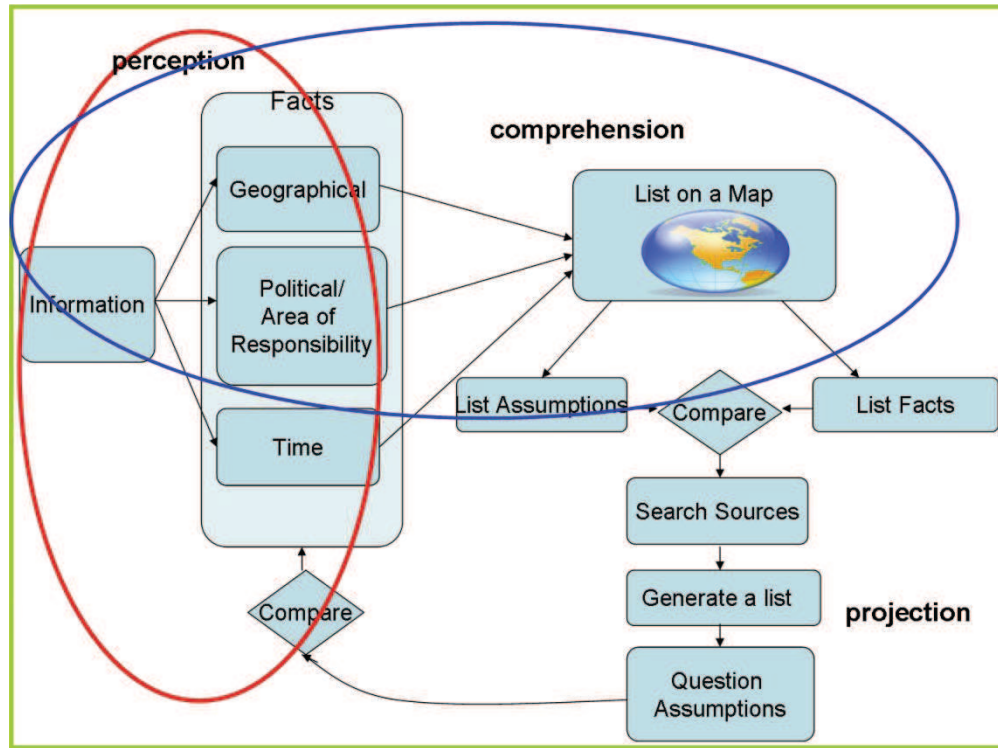 perception
Facts
comprehension
Geographical
List on a Map
Information
Political/
Area of
Responsibility
List Assumptions
Compare
List Facts
Time
Search Sources
Generate a list
Compare
projection
Question
Assumptions